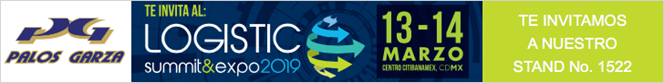 PG
PALOS GARZA
TE INVITA AL:
LOGISTIC
summit&expo2019
13-14
MARZO
CENTRO CITIBANAMEX, CDMX
TE INVITAMOS
A NUESTRO
STAND No. 1522